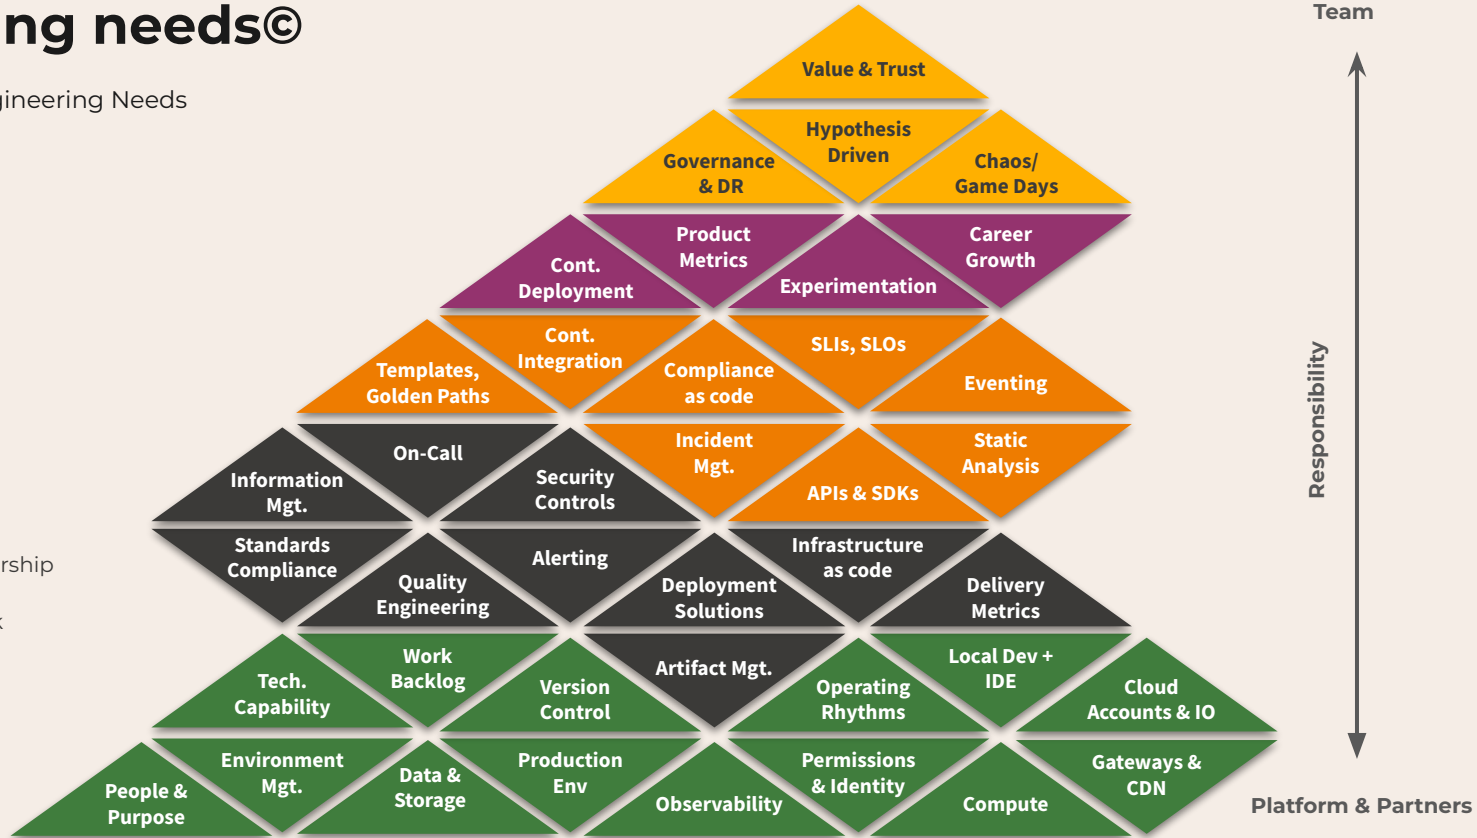 ng needs©
Team
gineering Needs
Value & Trust
Hypothesis
Driven
Governance
& DR
Chaos/
Game Days
Product
Metrics
Career
Growth
Cont.
Deployment
Experimentation
Cont.
Integration
SLIs, SLOs
Templates,
Golden Paths
Compliance
as code
Eventing
Responsibility
On-Call
Incident
Mgt.
Static
Analysis
Information
Mgt.
Security
Controls
APIs & SDKs
Standards
Compliance
Alerting
Infrastructure
as code
rship
Quality
Engineering
Deployment
Solutions
Delivery
Metrics
k
Work
Backlog
Artifact Mgt.
Local Dev +
IDE
Tech.
Capability
Version
Control
Operating
Rhythms
Cloud
Accounts & IO
Environment
Mgt.
Production
Env
Permissions
& Identity
Gateways &
CDN
People &
Purpose
Data &
Storage
Observability
Compute
Platform & Partners